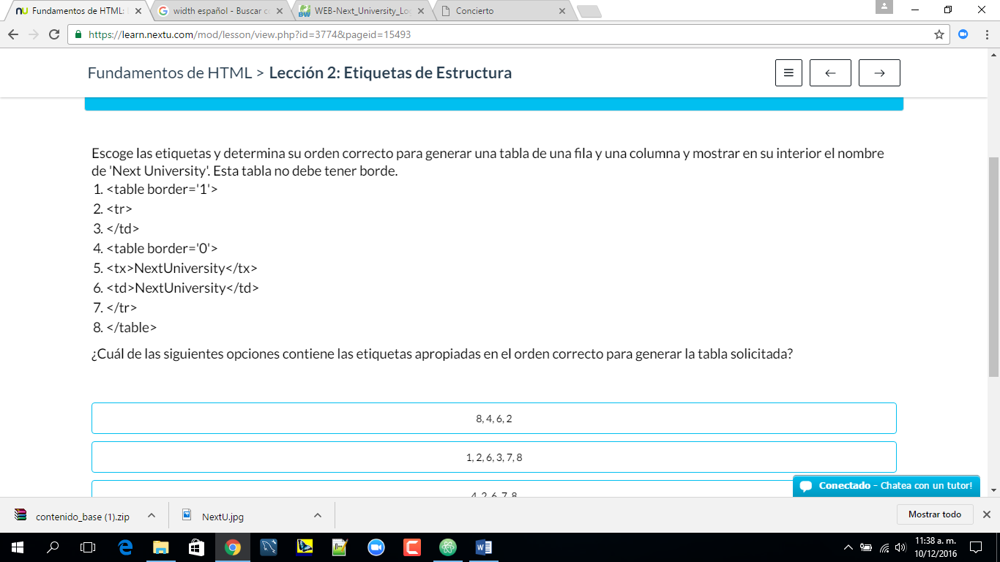 Fundamentos de HTML:
width español - Buscar c
WEB-Next_University_Lo
Concierto
https://learn.nextu.com/mod/lesson/view.php?id=3774&pageid=15493
Fundamentos de HTML > Lección 2: Etiquetas de Estructura
Escoge las etiquetas y determina su orden correcto para generar una tabla de una fila y una columna y mostrar en su interior el nombre
de 'Next University'. Esta tabla no debe tener borde.
1. <table border='1'>
2. <tr>
3. </td>
4. <table border='0'>
5. <tx>NextUniversity</tx>
6. <td>NextUniversity</td>
7. </tr>
8. </table>
¿Cuál de las siguientes opciones contiene las etiquetas apropiadas en el orden correcto para generar la tabla solicitada?
8, 4, 6, 2
1, 2, 6, 3, 7, 8
4, 2, 6, 7, 8
Conectado - Chatea con un tutor!
contenido_base (1).zip
NextU.jpg
Mostrar todo
11:38 a. m.
10/12/2016